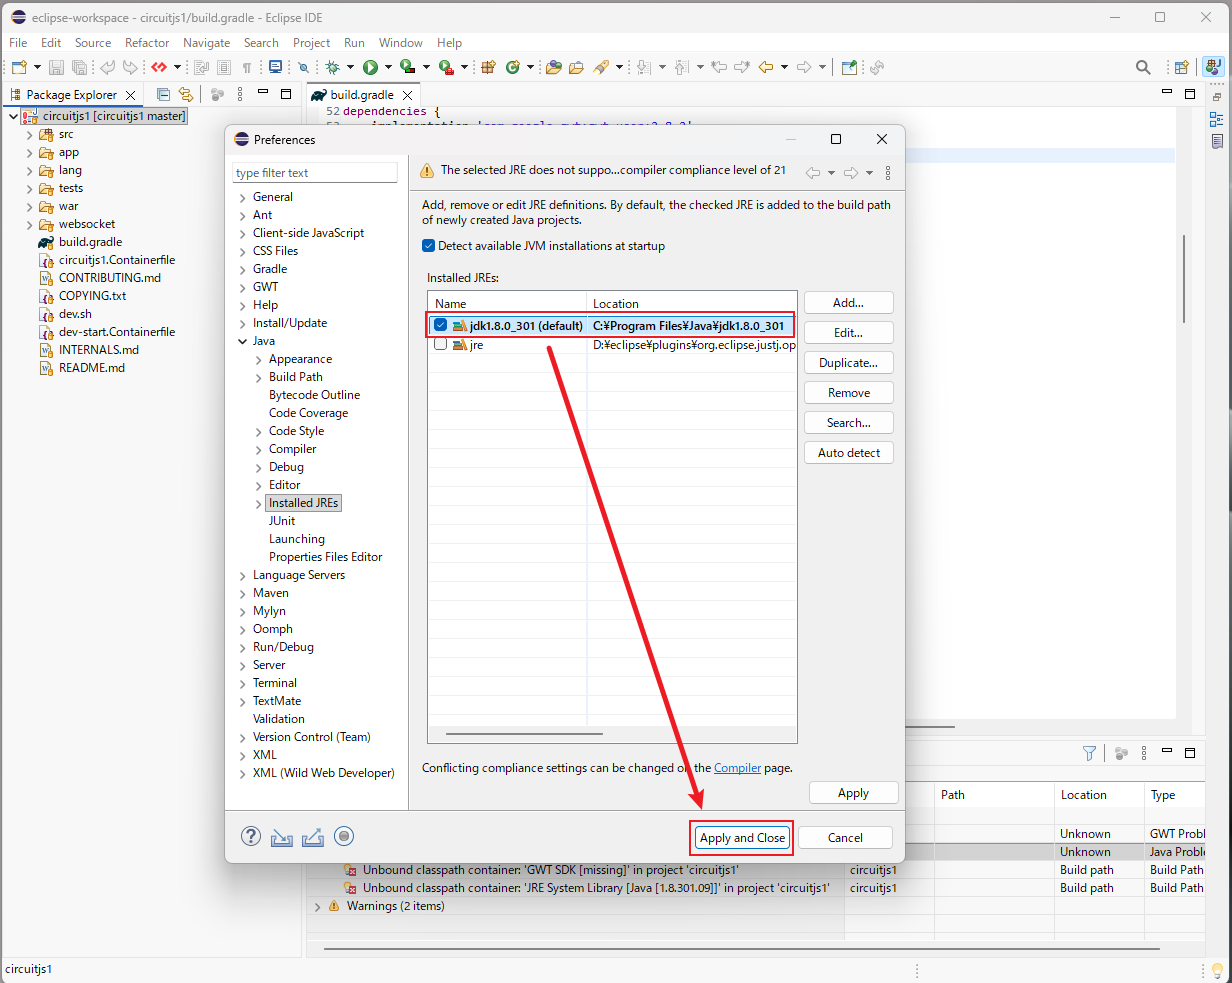 eclipse-workspace - circuitjs1/build.gradle - Eclipse IDE
File Edit Source Refactor Navigate Search Project Run Window Help
Package Explorer
build.gradle
circuitjs1 [circuitjs1 master]
src
app
lang
tests
war
websocket
build.gradle
circuitjs1.Containerfile
CONTRIBUTING.md
COPYING.txt
dev.sh
dev-start.Containerfile
INTERNALS.md
README.md
52 dependencies {
Preferences
type filter text
General
Ant
Client-side JavaScript
CSS Files
Gradle
GWT
Help
Install/Update
Java
Appearance
Build Path
Bytecode Outline
Code Coverage
Code Style
Compiler
Debug
Editor
Installed JREs
JUnit
Launching
Properties Files Editor
Language Servers
Maven
Mylyn
Oomph
Run/Debug
Server
Terminal
TextMate
Validation
Version Control (Team)
XML
XML (Wild Web Developer)
The selected JRE does not suppo...compiler compliance level of 21
Add, remove or edit JRE definitions. By default, the checked JRE is added to the build path
of newly created Java projects.
Detect available JVM installations at startup
Installed JREs:
Name Location
jdk1.8.0_301 (default) C:¥Program Files¥Java¥jdk1.8.0_301
jre D:¥eclipse¥plugins¥org.eclipse.justj.op
Add...
Edit...
Duplicate...
Remove
Search...
Auto detect
Conflicting compliance settings can be changed on the Compiler page.
Apply
Apply and Close
Cancel
Path Location Type
Unknown GWT Probl
Unknown Java Proble
Unbound classpath container: 'GWT SDK [missing]' in project 'circuitjs1' circuitjs1 Build path Build Path
Unbound classpath container: 'JRE System Library [Java [1.8.301.09]]' in project 'circuitjs1' circuitjs1 Build path Build Path
Warnings (2 items)
circuitjs1